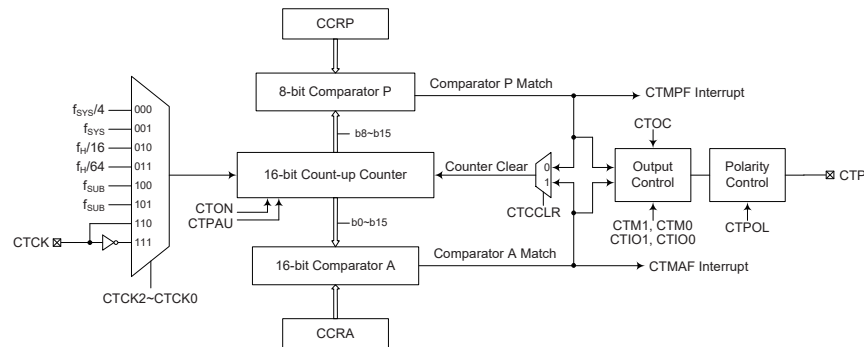 CCRP
8-bit Comparator P
Comparator P Match
CTMPF Interrupt
b8~b15
fSYS/4
000
fSYS
001
fH/16
010
fH/64
011
fSUB
100
fSUB
101
110
111
CTCK
CTCK2~CTCK0
16-bit Count-up Counter
Counter Clear
0
1
CTCCLR
CTON
CTPAU
b0~b15
CTOC
Output
Control
CTM1, CTM0
CTIO1, CTIO0
Polarity
Control
CTPOL
CTP
16-bit Comparator A
Comparator A Match
CTMAF Interrupt
CCRA